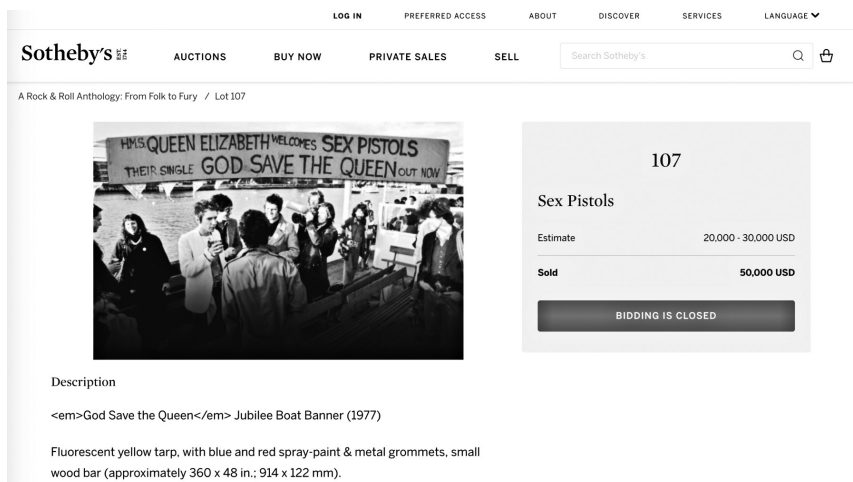 LOG IN PREFERRED ACCESS ABOUT DISCOVER SERVICES LANGUAGE
Sotheby's EST. 1744 AUCTIONS BUY NOW PRIVATE SALES SELL Search Sotheby's
A Rock & Roll Anthology: From Folk to Fury / Lot 107
H.M.S. QUEEN ELIZABETH WELCOMES SEX PISTOLS
THEIR SINGLE GOD SAVE THE QUEEN OUT NOW
107
Sex Pistols
Estimate 20,000 - 30,000 USD
Sold 50,000 USD
BIDDING IS CLOSED
Description
<em>God Save the Queen</em> Jubilee Boat Banner (1977)
Fluorescent yellow tarp, with blue and red spray-paint & metal grommets, small
wood bar (approximately 360 x 48 in.; 914 x 122 mm).